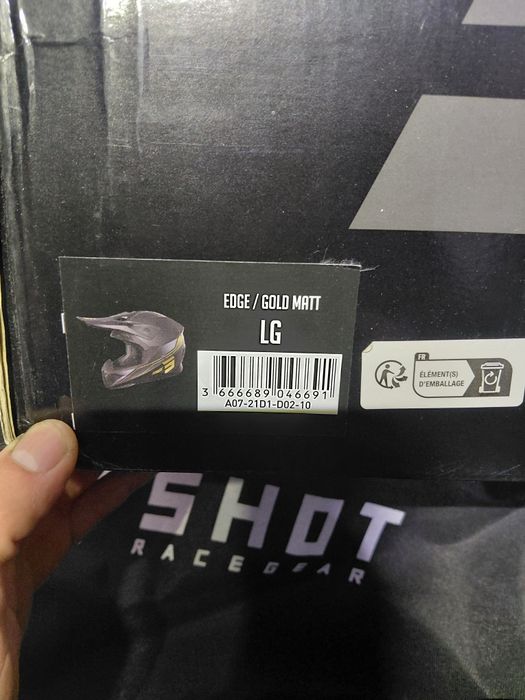 EDGE / GOLD MATT
LG
3 666689 046691
A07-21D1-D02-10
FR
ÉLÉMENT(S)
D'EMBALLAGE
SHOT
RACEGEAR